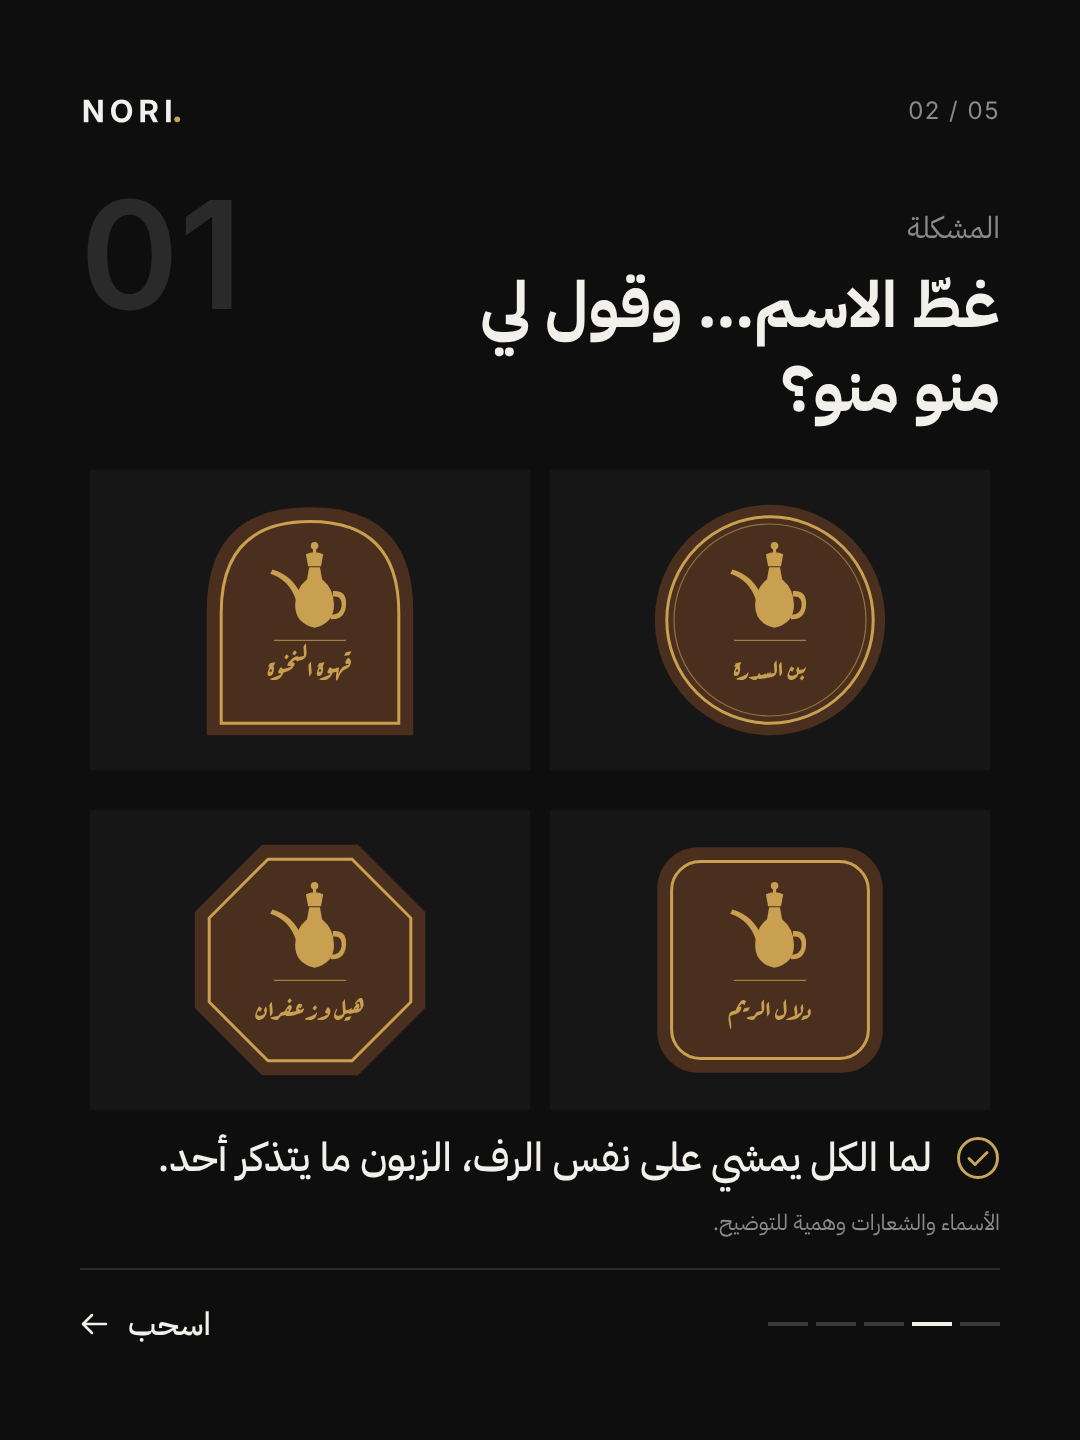 NORI.
02 / 05
01
المشكلة
غطّ الاسم... وقول لي
منو منو؟
بن السدرة
قهوة النخوة
دلال الريم
هيل وزعفران
لما الكل يمشي على نفس الرف، الزبون ما يتذكر أحد.
الأسماء والشعارات وهمية للتوضيح.
اسحب